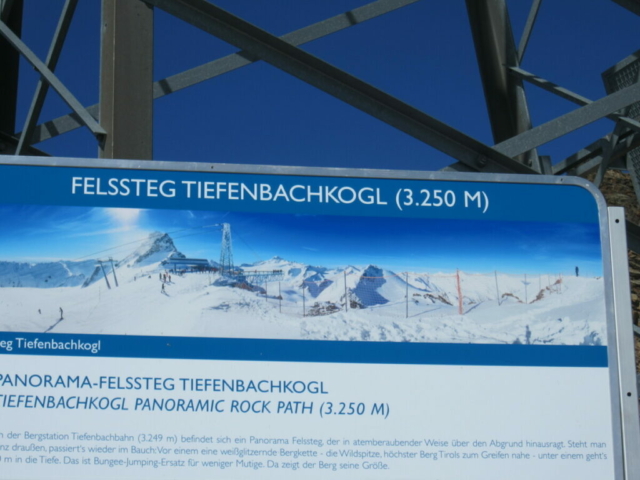 FELSSTEG TIEFENBACHKOGL (3.250 M)
eg Tiefenbachkogl
PANORAMA-FELSSTEG TIEFENBACHKOGL
TIEFENBACHKOGL PANORAMIC ROCK PATH (3.250 M)
n der Bergstation Tiefenbachbahn (3.249 m) befindet sich ein Panorama Felssteg, der in atemberaubender Weise über den Abgrund hinausragt. Steht man
nz draußen, passiert's wieder im Bauch: Vor einem eine weißglitzernde Bergkette - die Wildspitze, höchster Berg Tirols zum Greifen nahe - unter einem geht's
0 m in die Tiefe. Das ist Bungee-Jumping-Ersatz für weniger Mutige. Da zeigt der Berg seine Größe.